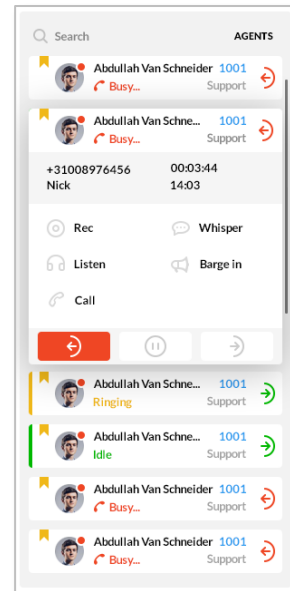 Search AGENTS
Abdullah Van Schneider 1001
Busy... Support
Abdullah Van Schne... 1001
Busy... Support
+31008976456 00:03:44
Nick 14:03
Rec Whisper
Listen Barge in
Call
Abdullah Van Schne... 1001
Ringing Support
Abdullah Van Schne... 1001
Idle Support
Abdullah Van Schneider 1001
Busy... Support
Abdullah Van Schneider 1001
Busy... Support